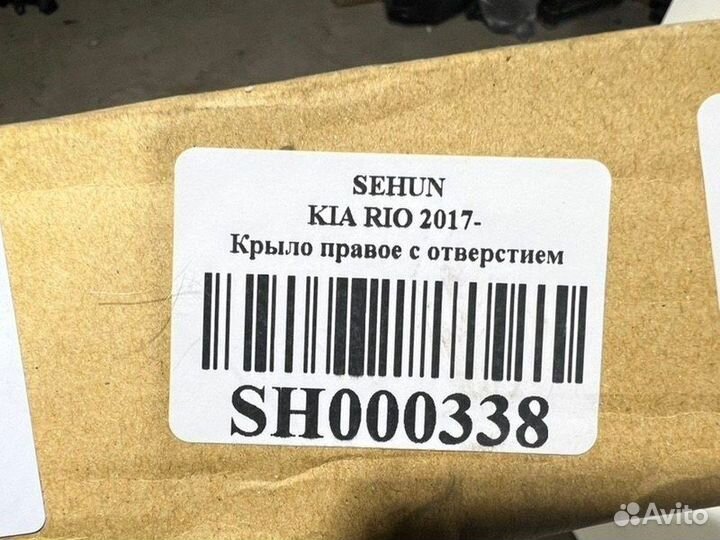 SEHUN
KIA RIO 2017-
Крыло правое с отверстием
SH000338
Avito